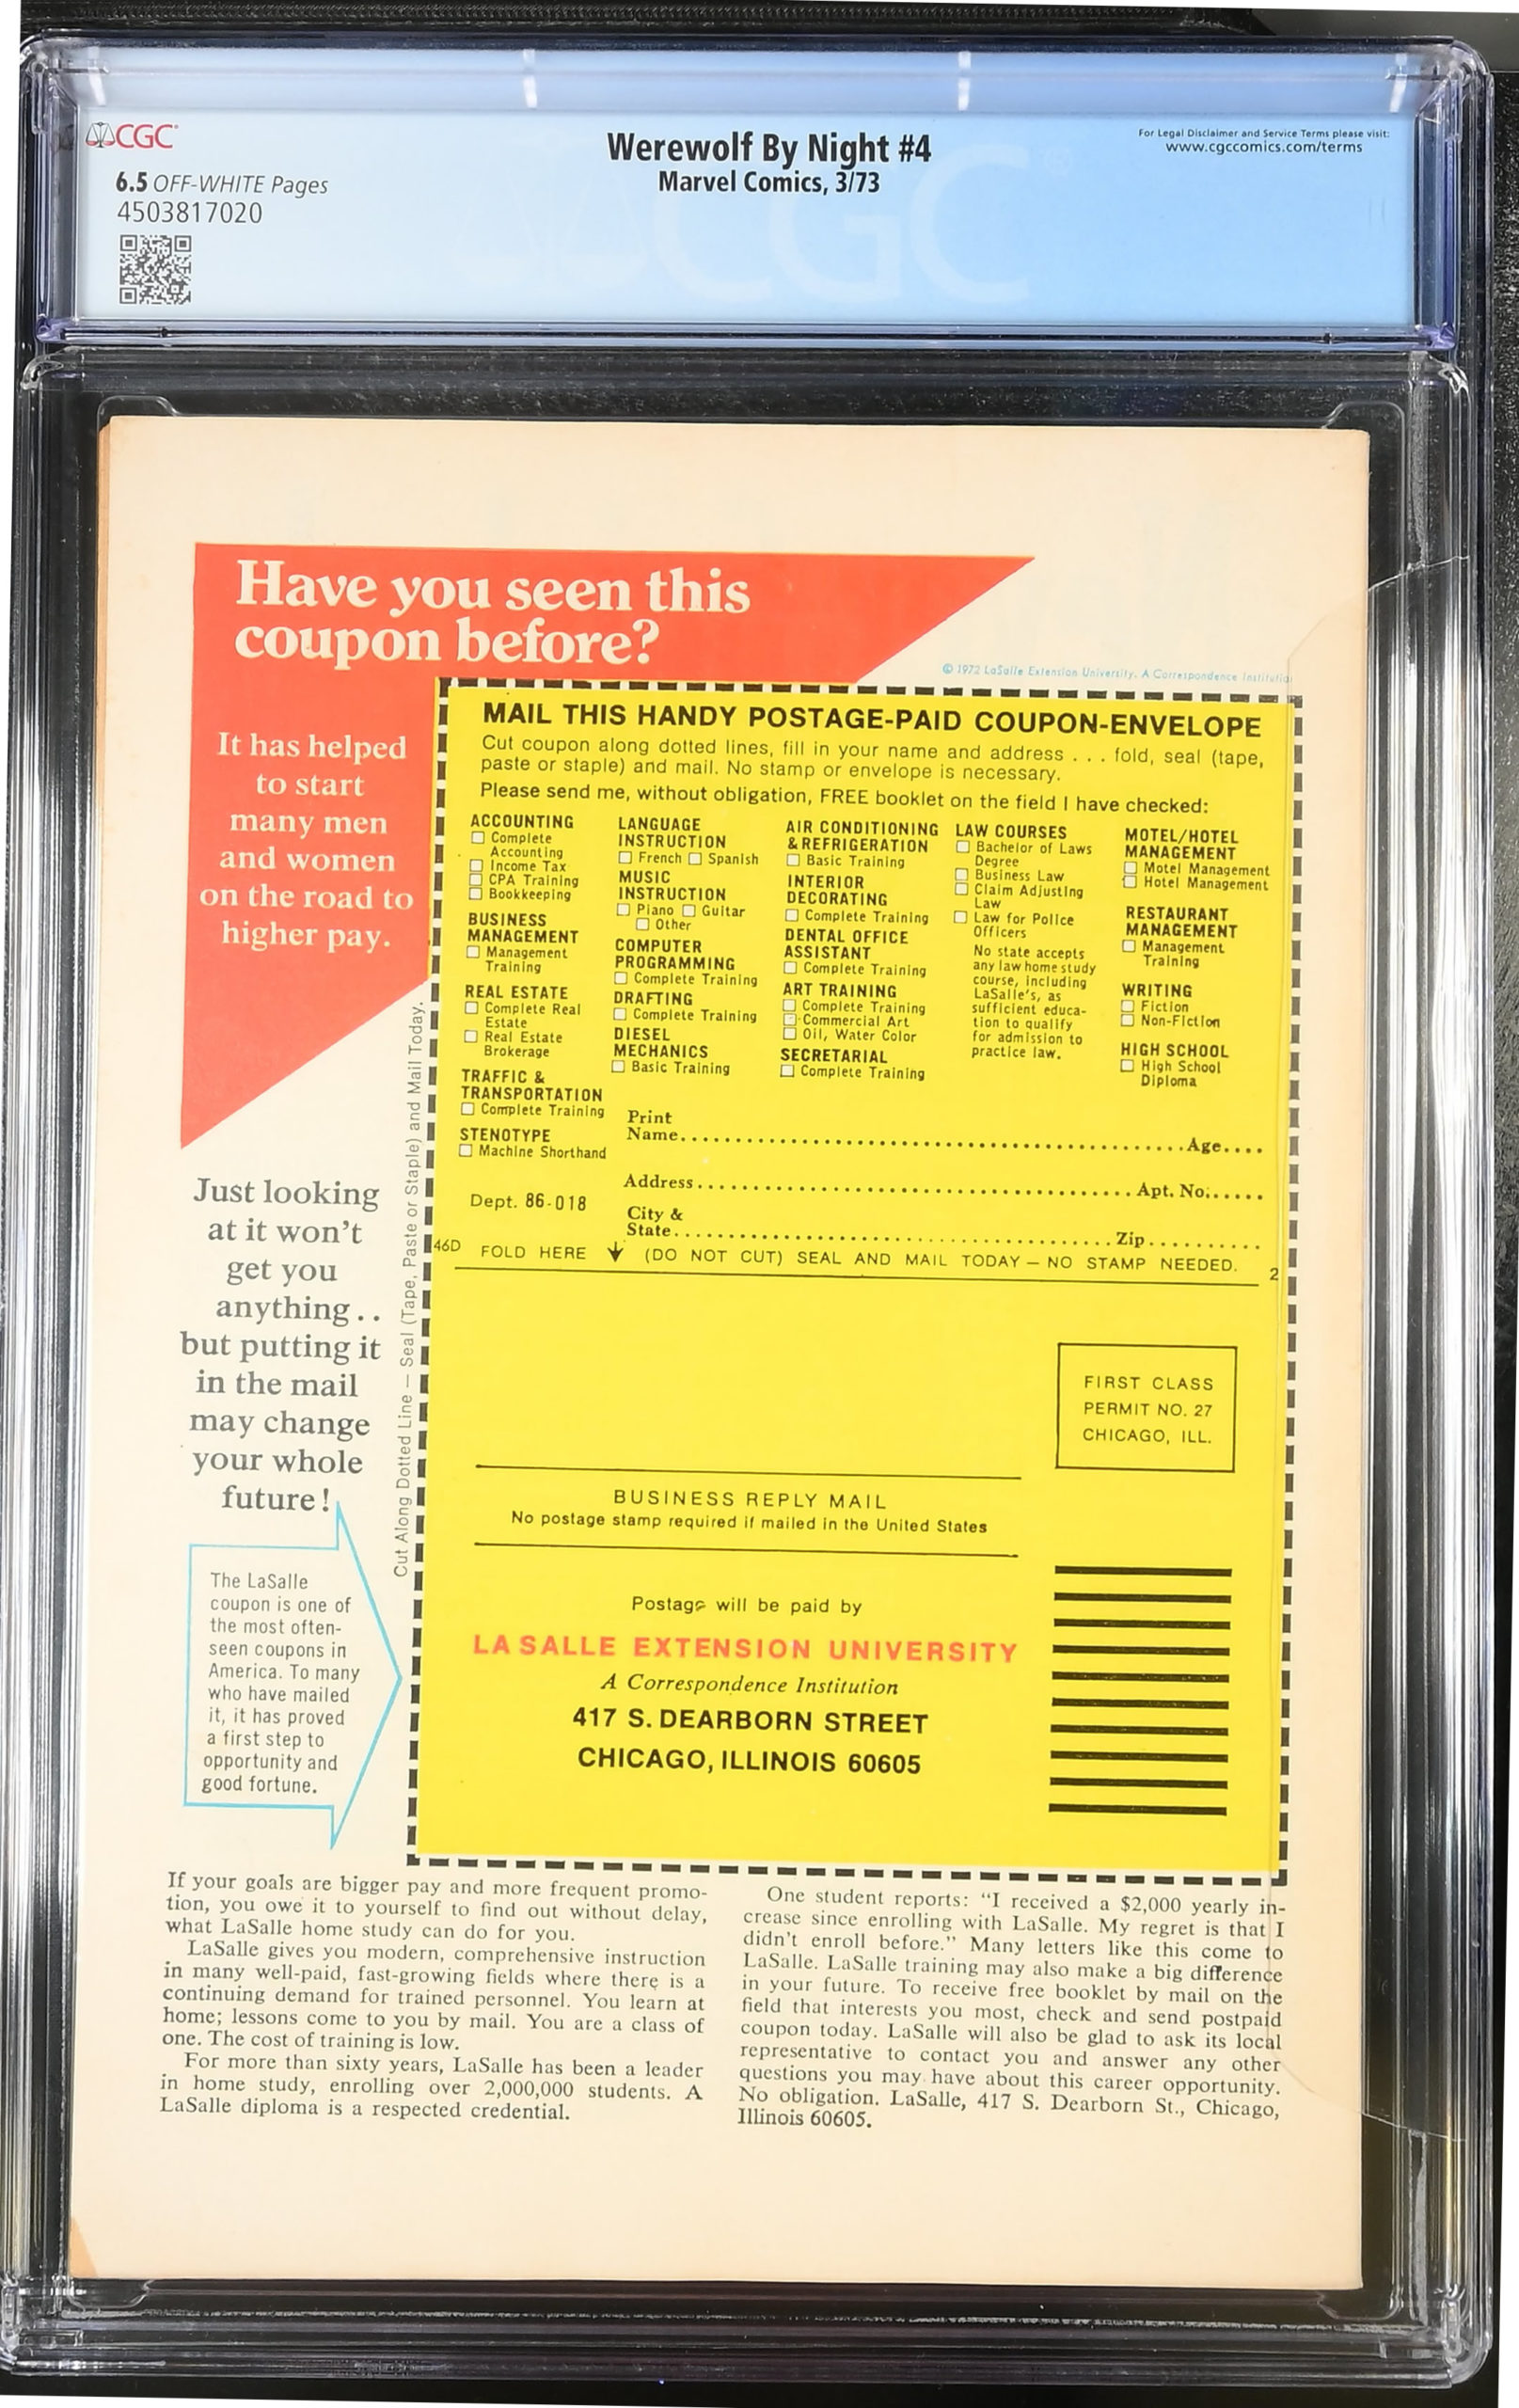 CGC
Werewolf By Night #4
Marvel Comics, 3/73
For Legal Disclaimer and Service Terms please visit:
www.cgccomics.com/terms
6.5 OFF-WHITE Pages
4503817020
CGC
Have you seen this
coupon before?
© 1972 LaSalle Extension University. A Correspondence Institution
It has helped
to start
many men
and women
on the road to
higher pay.
Just looking
at it won't
get you
anything..
but putting it
in the mail
may change
your whole
future!
The LaSalle
coupon is one of
the most often-
seen coupons in
America. To many
who have mailed
it, it has proved
a first step to
opportunity and
good fortune.
Cut Along Dotted Line — Seal (Tape, Paste or Staple) and Mail Today.
MAIL THIS HANDY POSTAGE-PAID COUPON-ENVELOPE
Cut coupon along dotted lines, fill in your name and address . . . fold, seal (tape,
paste or staple) and mail. No stamp or envelope is necessary.
Please send me, without obligation, FREE booklet on the field I have checked:
ACCOUNTING
☐ Complete
Accounting
☐ Income Tax
☐ CPA Training
☐ Bookkeeping
BUSINESS
MANAGEMENT
☐ Management
Training
REAL ESTATE
☐ Complete Real
Estate
☐ Real Estate
Brokerage
TRAFFIC &
TRANSPORTATION
☐ Complete Training
STENOTYPE
☐ Machine Shorthand
LANGUAGE
INSTRUCTION
☐ French ☐ Spanish
MUSIC
INSTRUCTION
☐ Piano ☐ Guitar
☐ Other
COMPUTER
PROGRAMMING
☐ Complete Training
DRAFTING
☐ Complete Training
DIESEL
MECHANICS
☐ Basic Training
AIR CONDITIONING
& REFRIGERATION
☐ Basic Training
INTERIOR
DECORATING
☐ Complete Training
DENTAL OFFICE
ASSISTANT
☐ Complete Training
ART TRAINING
☐ Complete Training
☐ Commercial Art
☐ Oil, Water Color
SECRETARIAL
☐ Complete Training
LAW COURSES
☐ Bachelor of Laws
Degree
☐ Business Law
☐ Claim Adjusting
Law
☐ Law for Police
Officers
No state accepts
any law home study
course, including
LaSalle's, as
sufficient educa-
tion to qualify
for admission to
practice law.
MOTEL/HOTEL
MANAGEMENT
☐ Motel Management
☐ Hotel Management
RESTAURANT
MANAGEMENT
☐ Management
Training
WRITING
☐ Fiction
☐ Non-Fiction
HIGH SCHOOL
☐ High School
Diploma
Print
Name.......... Age....
Address.......... Apt. No......
Dept. 86-018
City &
State.......... Zip..........
46D FOLD HERE ↓ (DO NOT CUT) SEAL AND MAIL TODAY — NO STAMP NEEDED. 2
FIRST CLASS
PERMIT NO. 27
CHICAGO, ILL.
BUSINESS REPLY MAIL
No postage stamp required if mailed in the United States
Postage will be paid by
LA SALLE EXTENSION UNIVERSITY
A Correspondence Institution
417 S. DEARBORN STREET
CHICAGO, ILLINOIS 60605
If your goals are bigger pay and more frequent promo-
tion, you owe it to yourself to find out without delay,
what LaSalle home study can do for you.
LaSalle gives you modern, comprehensive instruction
in many well-paid, fast-growing fields where there is a
continuing demand for trained personnel. You learn at
home; lessons come to you by mail. You are a class of
one. The cost of training is low.
For more than sixty years, LaSalle has been a leader
in home study, enrolling over 2,000,000 students. A
LaSalle diploma is a respected credential.
One student reports: "I received a $2,000 yearly in-
crease since enrolling with LaSalle. My regret is that I
didn't enroll before." Many letters like this come to
LaSalle. LaSalle training may also make a big difference
in your future. To receive free booklet by mail on the
field that interests you most, check and send postpaid
coupon today. LaSalle will also be glad to ask its local
representative to contact you and answer any other
questions you may have about this career opportunity.
No obligation. LaSalle, 417 S. Dearborn St., Chicago,
Illinois 60605.